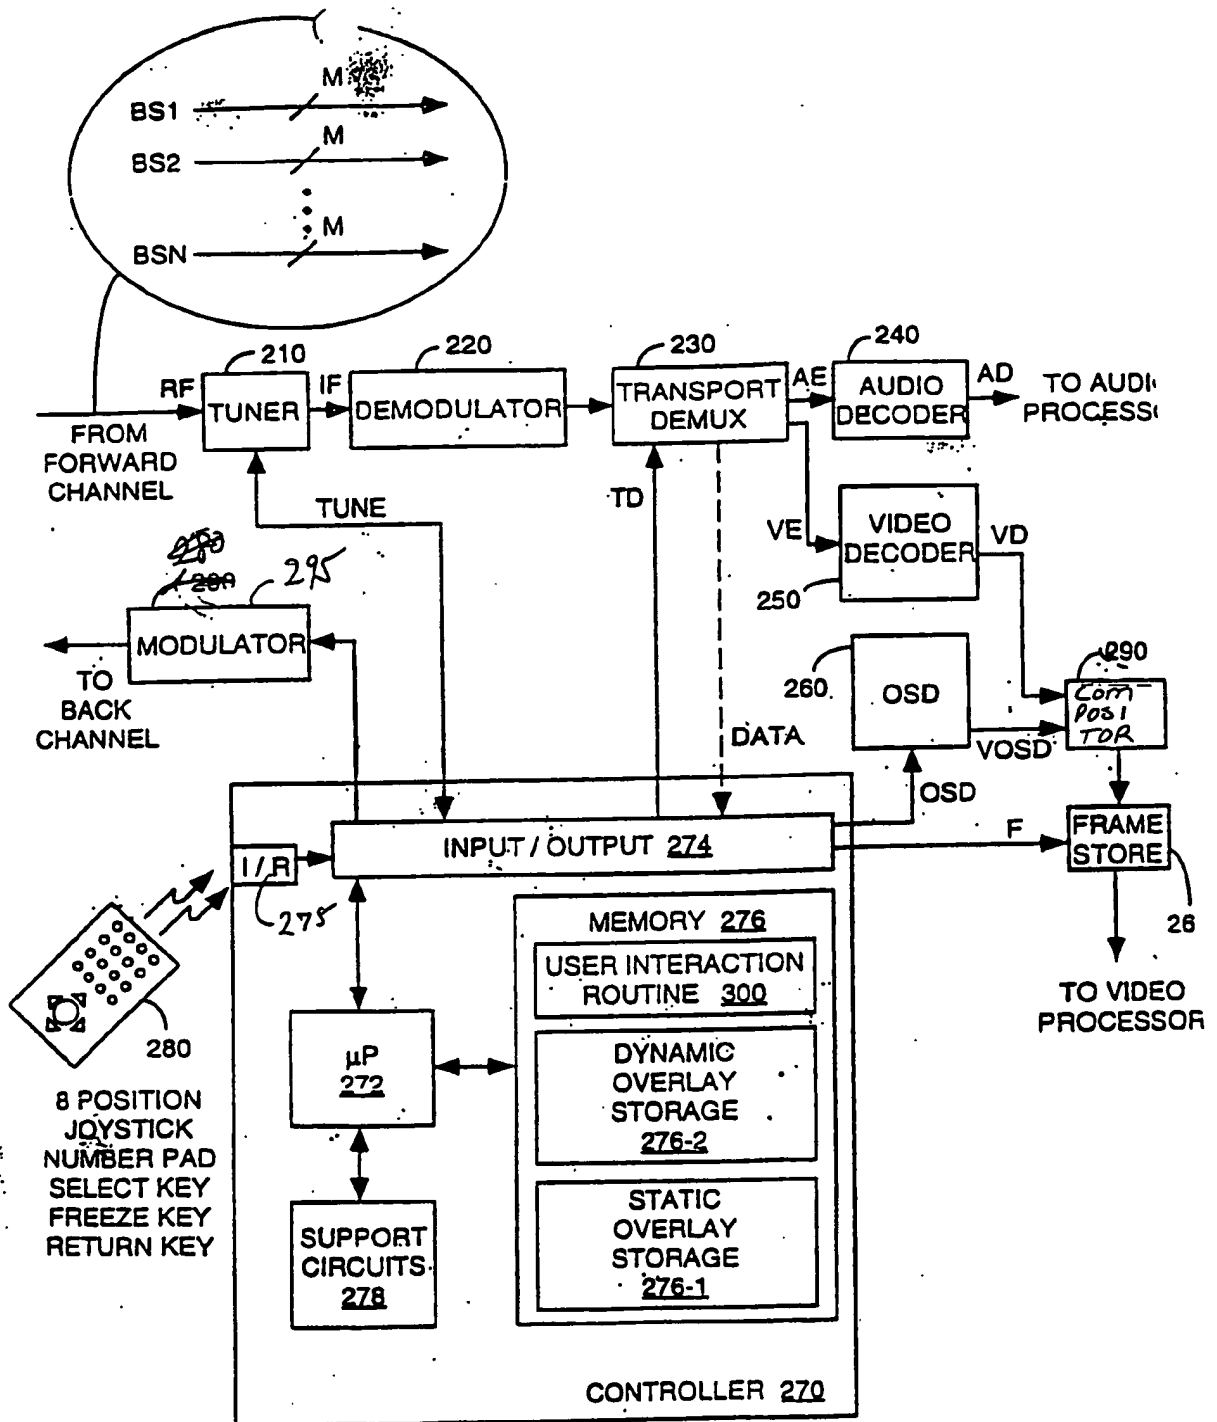 M
BS1
M
BS2
M
BSN
210
220
230
240
RF
TUNER
IF
DEMODULATOR
TRANSPORT
DEMUX
AE
AUDIO
DECODER
AD
TO AUDI
PROCESS
FROM
FORWARD
CHANNEL
TUNE
TD
VE
VIDEO
DECODER
VD
250
280
280
295
MODULATOR
TO
BACK
CHANNEL
DATA
260
OSD
VOSD
290
COM-
POSI
TOR
OSD
INPUT / OUTPUT 274
F
FRAME
STORE
26
TO VIDEO
PROCESSOR
I / R
275
280
8 POSITION
JOYSTICK
NUMBER PAD
SELECT KEY
FREEZE KEY
RETURN KEY
µP
272
SUPPORT
CIRCUITS
278
MEMORY 276
USER INTERACTION
ROUTINE 300
DYNAMIC
OVERLAY
STORAGE
276-2
STATIC
OVERLAY
STORAGE
276-1
CONTROLLER 270